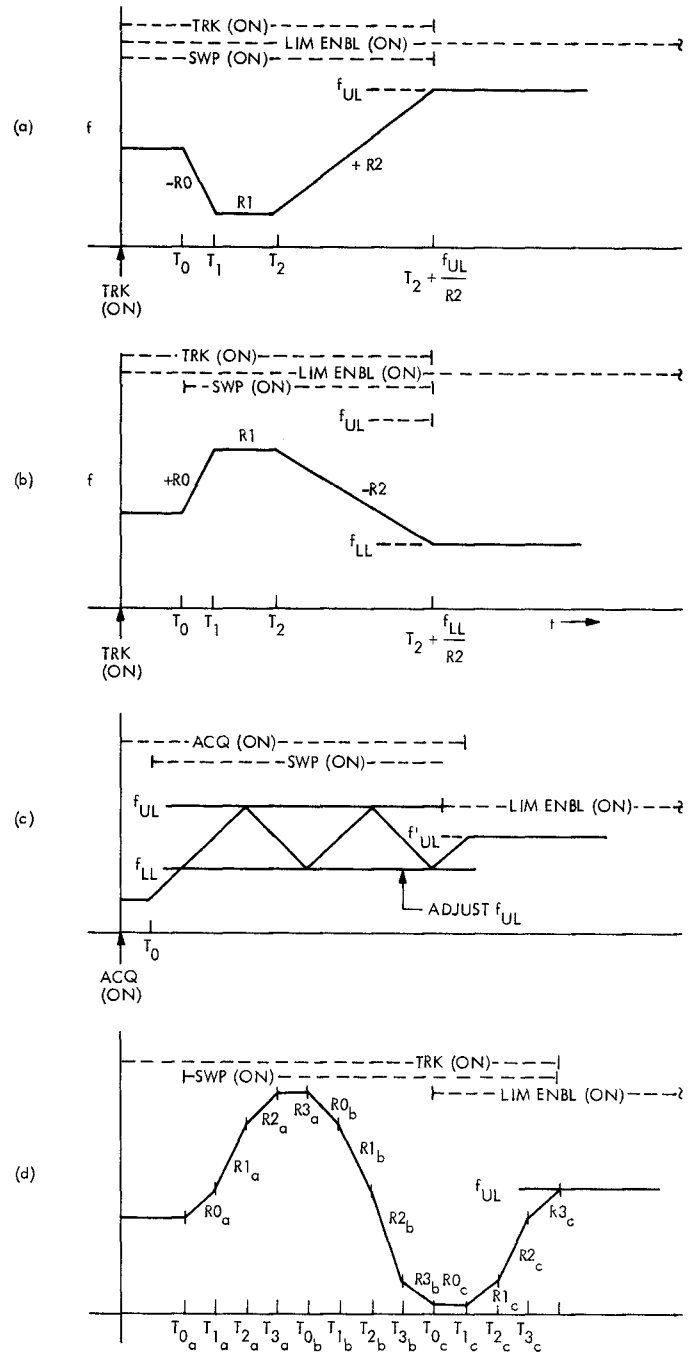 TRK (ON)
LIM ENBL (ON)
SWP (ON)
f_UL
(a)
f
-R0
R1
+ R2
T_0 T_1 T_2 T_2 + f_UL/R2
TRK
(ON)
TRK (ON)
LIM ENBL (ON)
SWP (ON)
f_UL
R1
(b)
f
+R0
-R2
f_LL
T_0 T_1 T_2 T_2 + f_LL/R2 t
TRK
(ON)
ACQ (ON)
SWP (ON)
f_UL
LIM ENBL (ON)
(c)
f'_UL
f_LL
ADJUST f_UL
T_0
ACQ
(ON)
TRK (ON)
SWP (ON)
LIM ENBL (ON)
(d)
R0_a R1_a R2_a R3_a R0_b R1_b R2_b R3_b R0_c R1_c R2_c R3_c
f_UL
T_0a T_1a T_2a T_3a T_0b T_1b T_2b T_3b T_0c T_1c T_2c T_3c